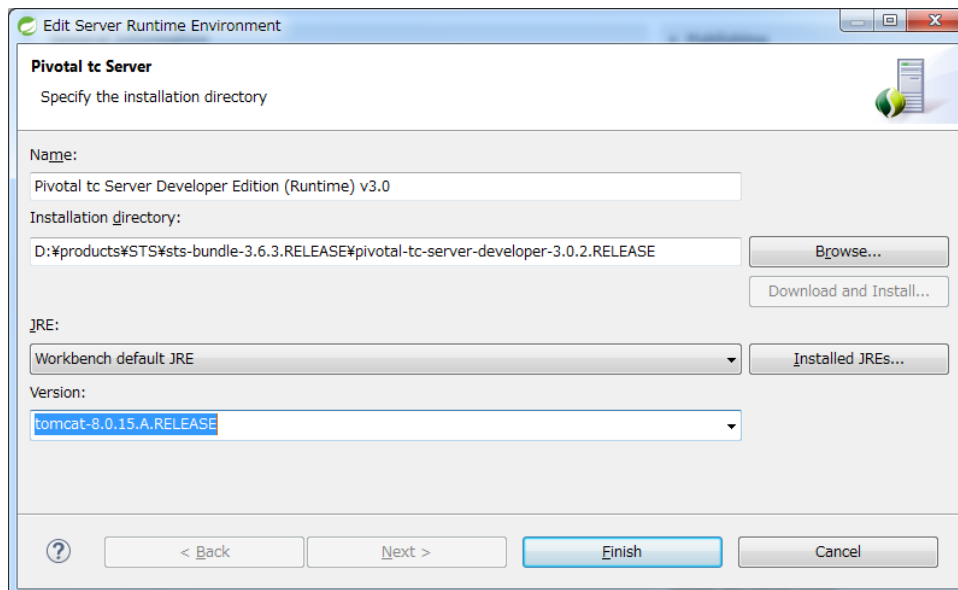 Edit Server Runtime Environment
Pivotal tc Server
Specify the installation directory
Name:
Pivotal tc Server Developer Edition (Runtime) v3.0
Installation directory:
D:¥products¥STS¥sts-bundle-3.6.3.RELEASE¥pivotal-tc-server-developer-3.0.2.RELEASE
Browse...
Download and Install...
JRE:
Workbench default JRE
Installed JREs...
Version:
tomcat-8.0.15.A.RELEASE
?
< Back
Next >
Finish
Cancel